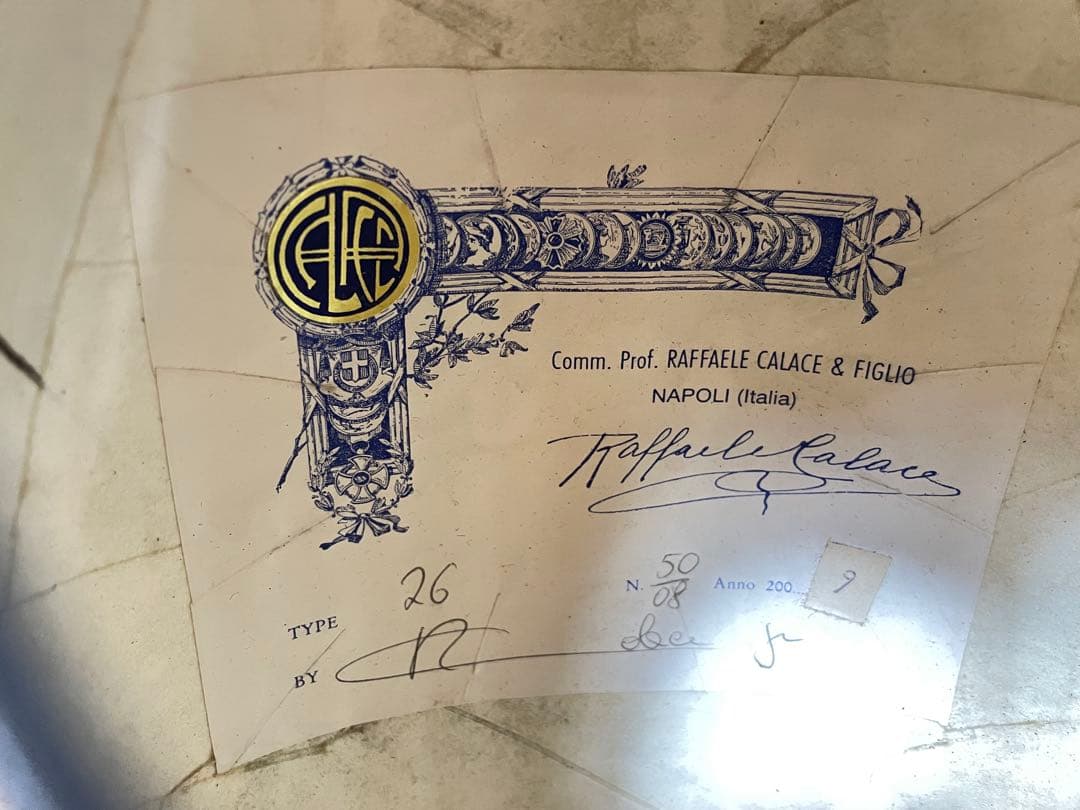 CALACE
Comm. Prof. RAFFAELE CALACE & FIGLIO
NAPOLI (Italia)
Raffaele Calace
TYPE 26
N. 50/08 Anno 200... 9
BY